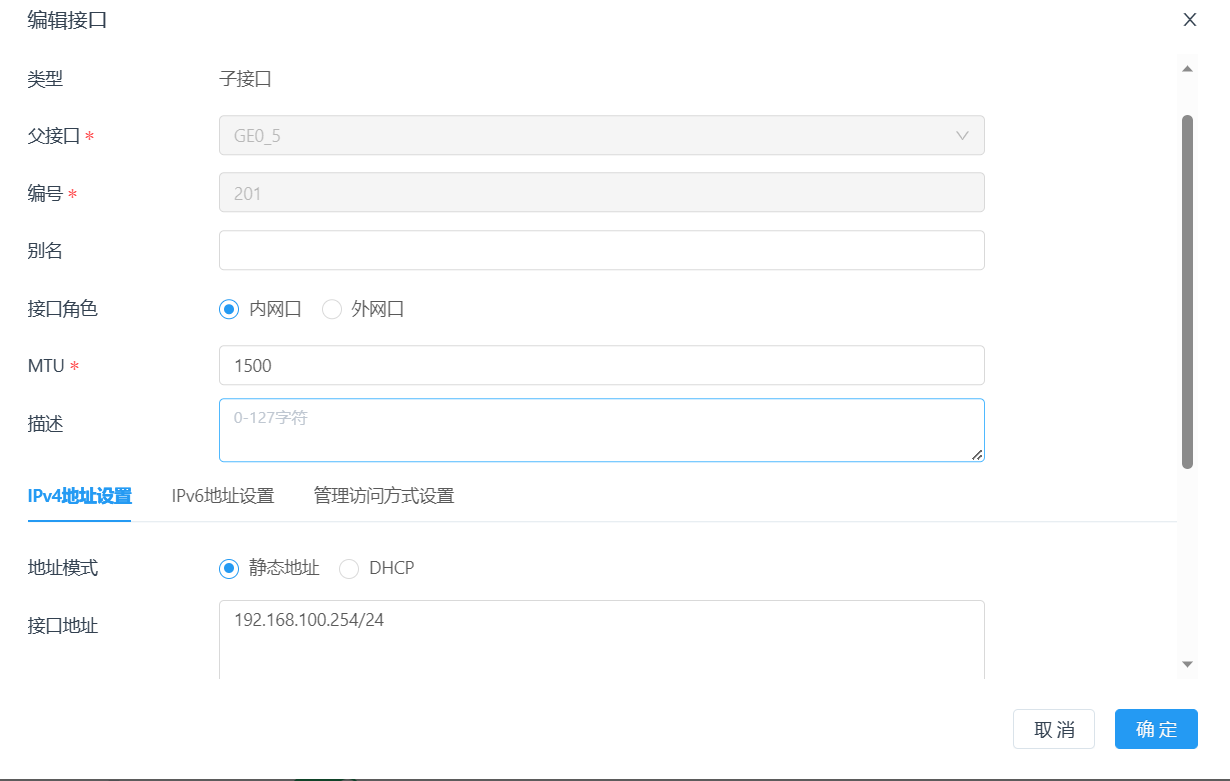 编辑接口
类型 子接口
父接口 * GE0_5
编号 * 201
别名
接口角色 内网口 外网口
MTU * 1500
描述 0-127字符
IPv4地址设置 IPv6地址设置 管理访问方式设置
地址模式 静态地址 DHCP
接口地址 192.168.100.254/24
取 消 确 定